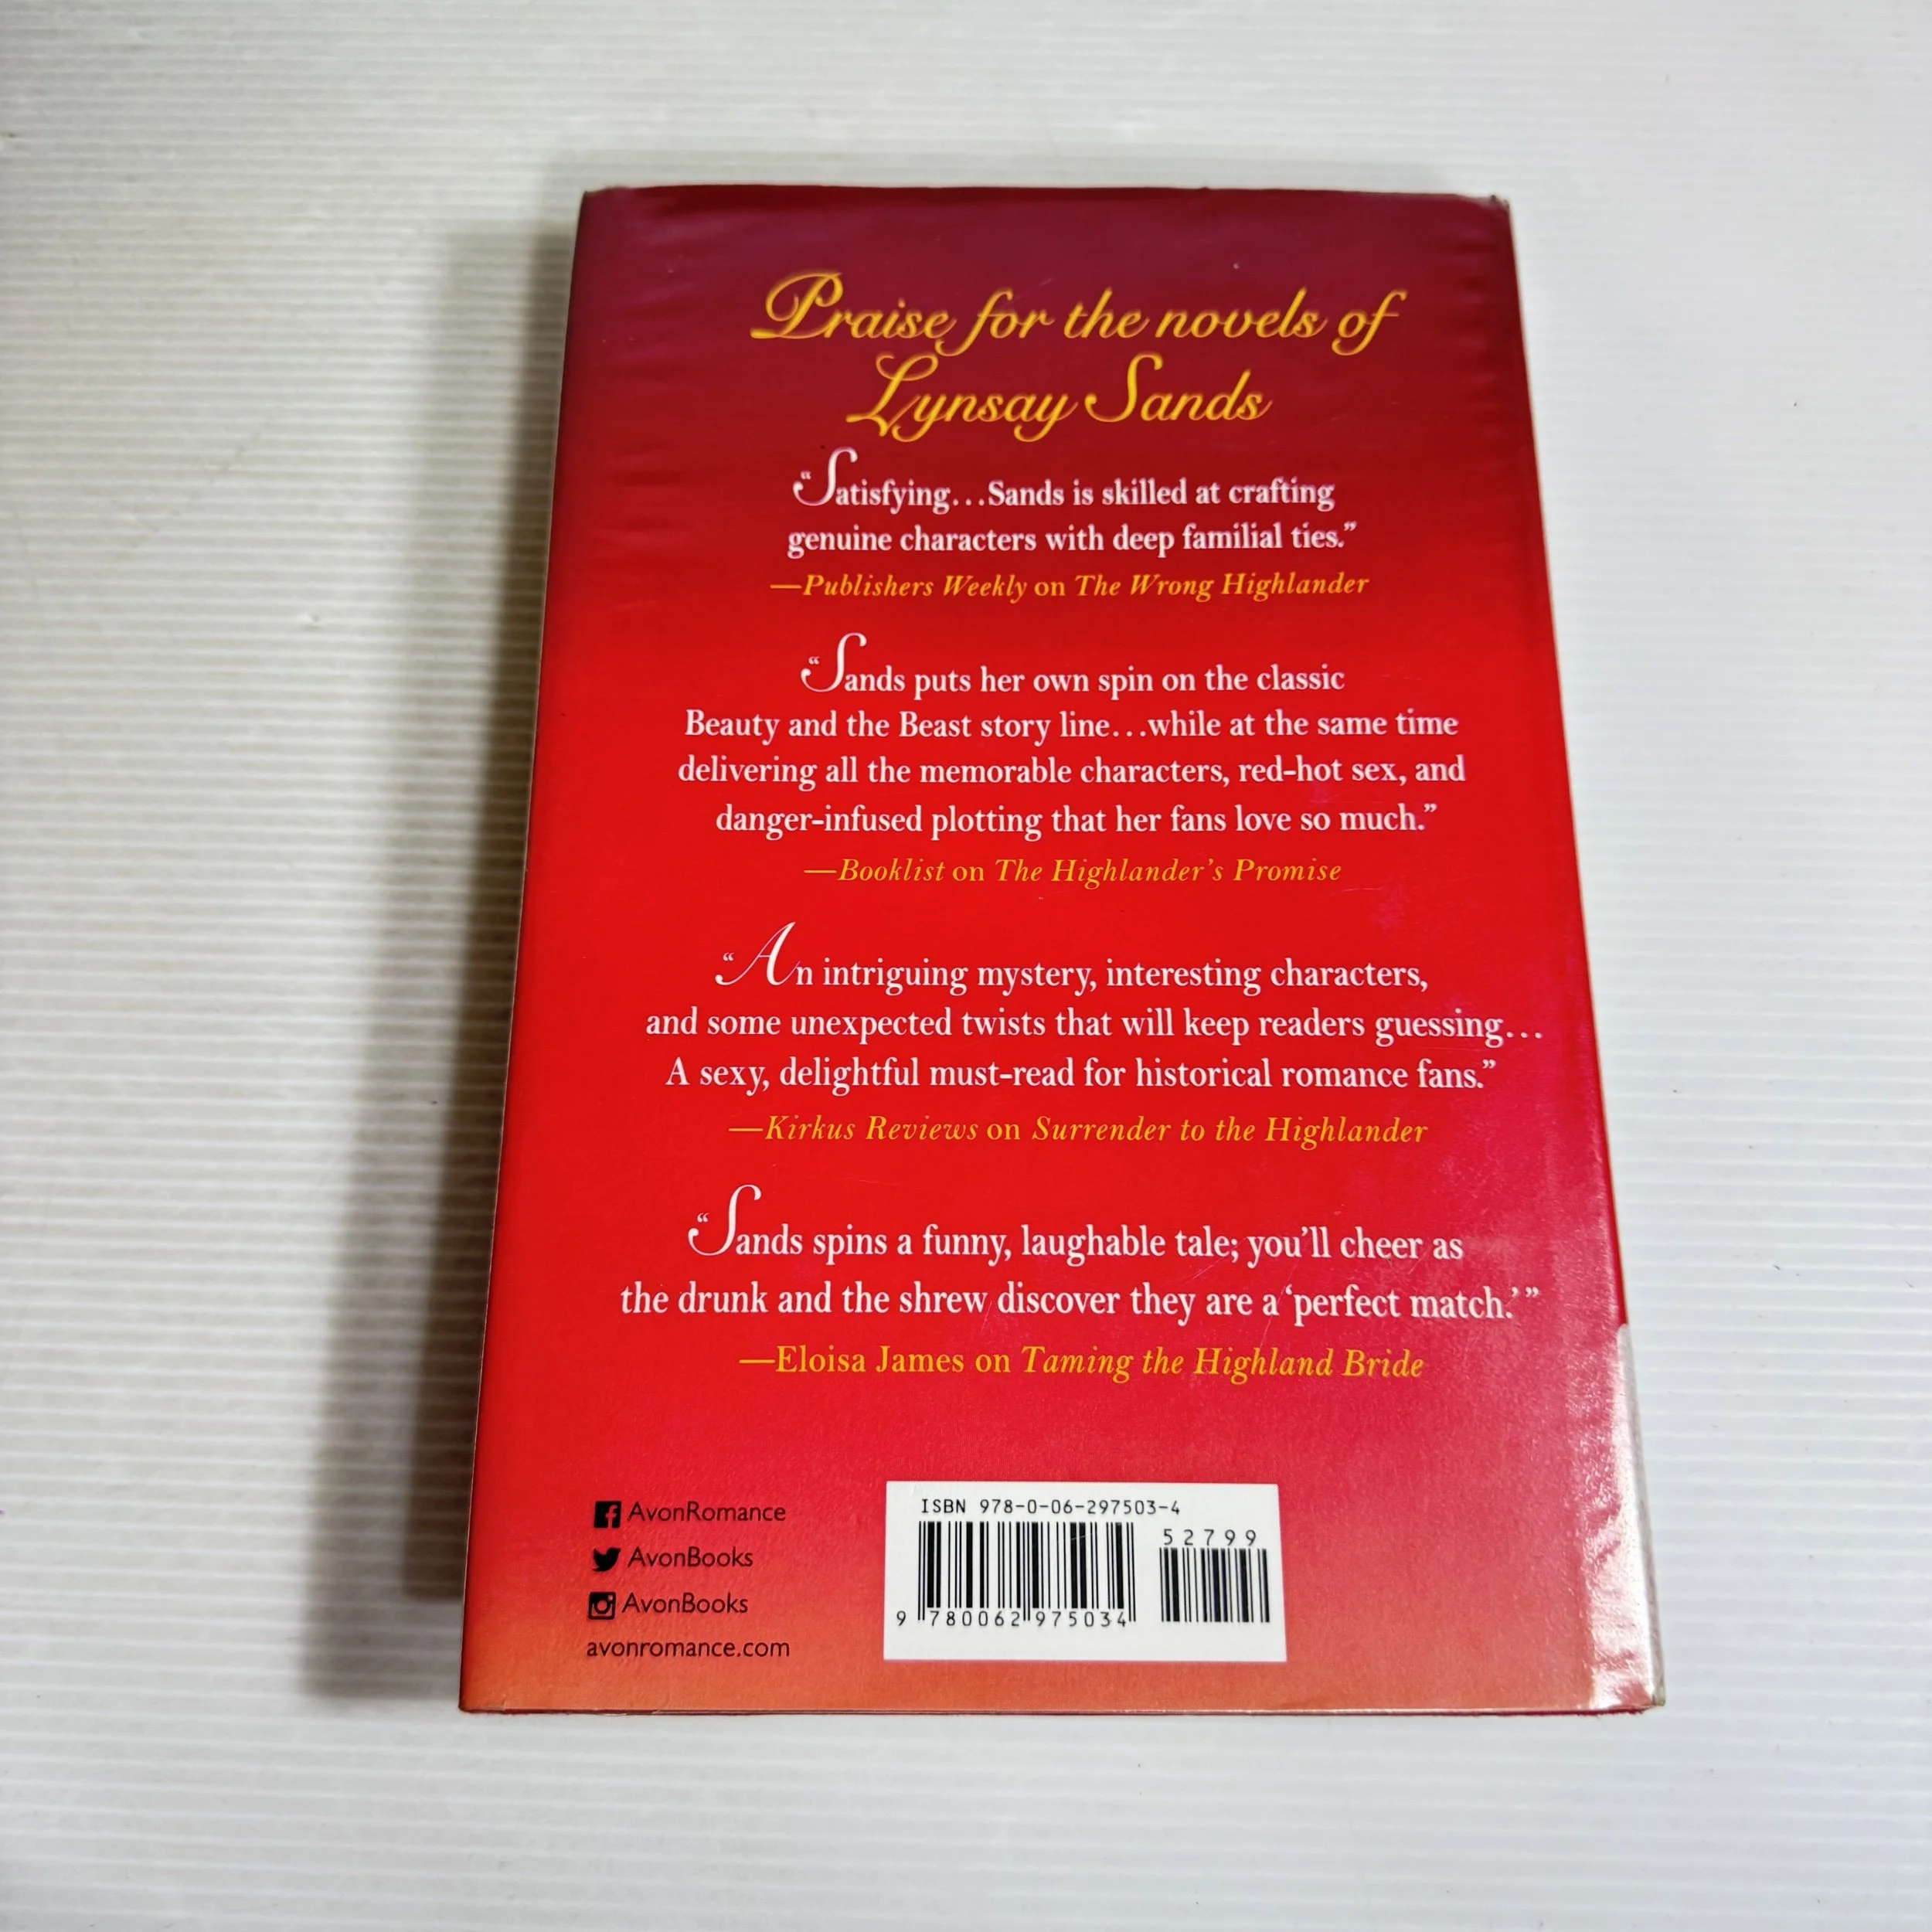 Praise for the novels of
Lynsay Sands
“Satisfying...Sands is skilled at crafting
genuine characters with deep familial ties.”
—Publishers Weekly on The Wrong Highlander
“Sands puts her own spin on the classic
Beauty and the Beast story line...while at the same time
delivering all the memorable characters, red-hot sex, and
danger-infused plotting that her fans love so much.”
—Booklist on The Highlander’s Promise
“An intriguing mystery, interesting characters,
and some unexpected twists that will keep readers guessing...
A sexy, delightful must-read for historical romance fans.”
—Kirkus Reviews on Surrender to the Highlander
“Sands spins a funny, laughable tale; you’ll cheer as
the drunk and the shrew discover they are a ‘perfect match.’”
—Eloisa James on Taming the Highland Bride
AvonRomance
AvonBooks
AvonBooks
avonromance.com
ISBN 978-0-06-297503-4
52799
9 780062 975034